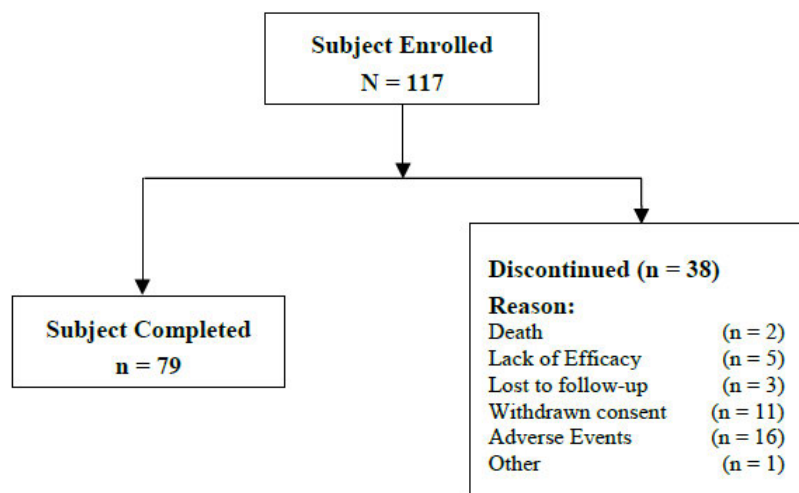 Subject Enrolled
N = 117
Subject Completed
n = 79
Discontinued (n = 38)
Reason:
Death (n = 2)
Lack of Efficacy (n = 5)
Lost to follow-up (n = 3)
Withdrawn consent (n = 11)
Adverse Events (n = 16)
Other (n = 1)